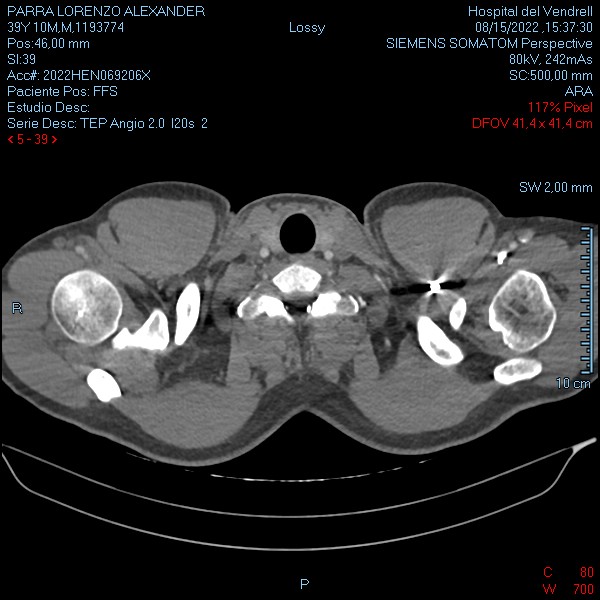 PARRA LORENZO ALEXANDER
39Y 10M,M,1193774
Pos:46,00 mm
SI:39
Acc#: 2022HEN069206X
Paciente Pos: FFS
Estudio Desc:
Serie Desc: TEP Angio 2.0 I20s 2
< 5 - 39 >
Lossy
Hospital del Vendrell
08/15/2022 ,15:37:30
SIEMENS SOMATOM Perspective
80kV, 242mAs
SC:500,00 mm
ARA
117% Pixel
DFOV 41,4 x 41,4 cm
SW 2,00 mm
R
10 cm
P
C 80
W 700